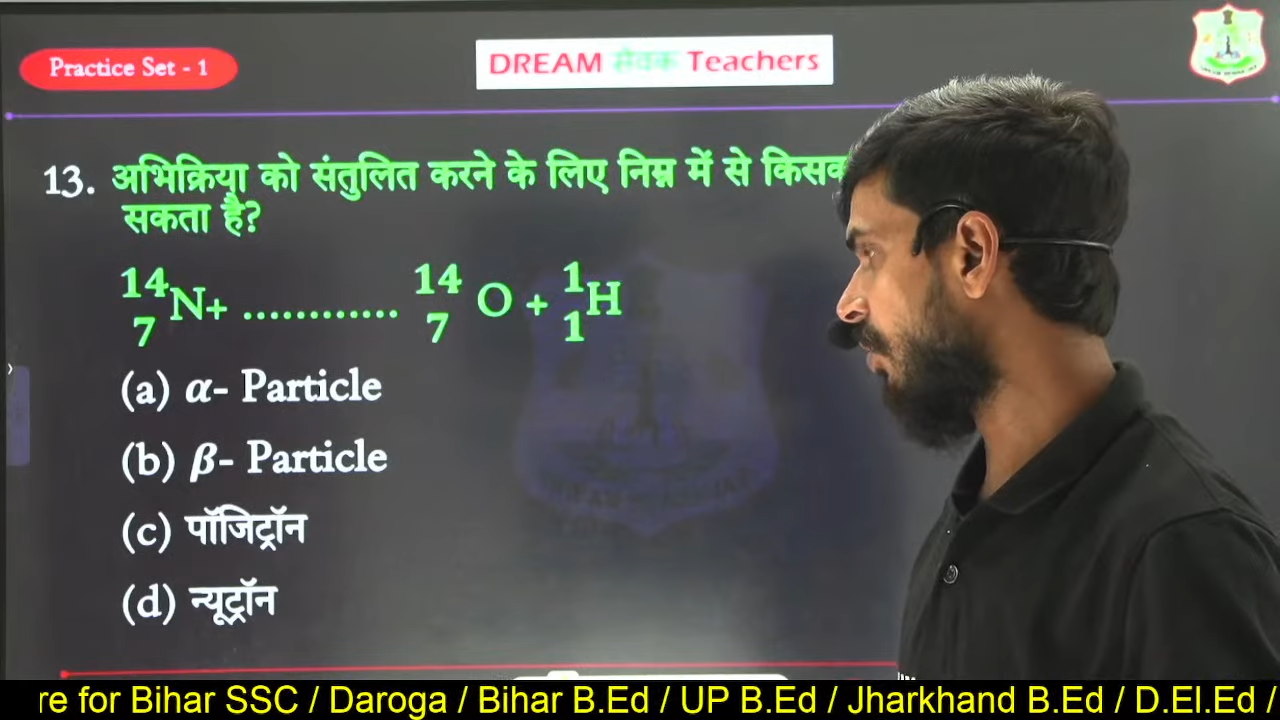 Practice Set - 1
DREAM सेवक Teachers
13. अभिक्रिया को संतुलित करने के लिए निम्न में से
सकता है?
14 7 N+ ............ 14 7 O + 1 1 H
(a) α- Particle
(b) β- Particle
(c) पॉजिट्रॉन
(d) न्यूट्रॉन
re for Bihar SSC / Daroga / Bihar B.Ed / UP B.Ed / Jharkhand B.Ed / D.El.Ed /